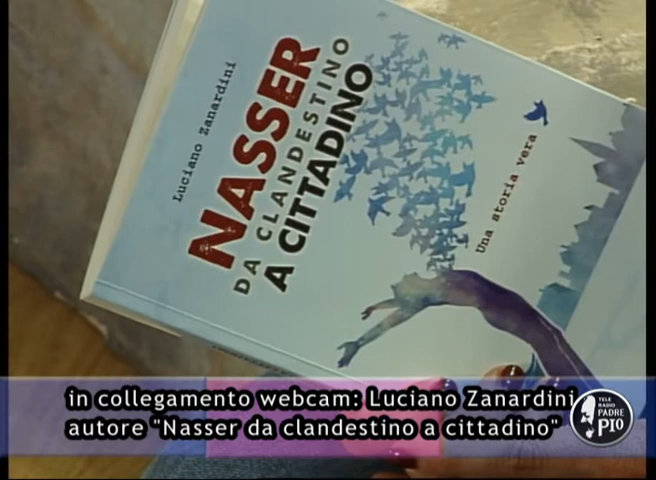 Luciano Zanardini
NASSER
DA CLANDESTINO
A CITTADINO
Una storia vera
in collegamento webcam: Luciano Zanardini
autore "Nasser da clandestino a cittadino"
TELE
RADIO
PADRE
PIO